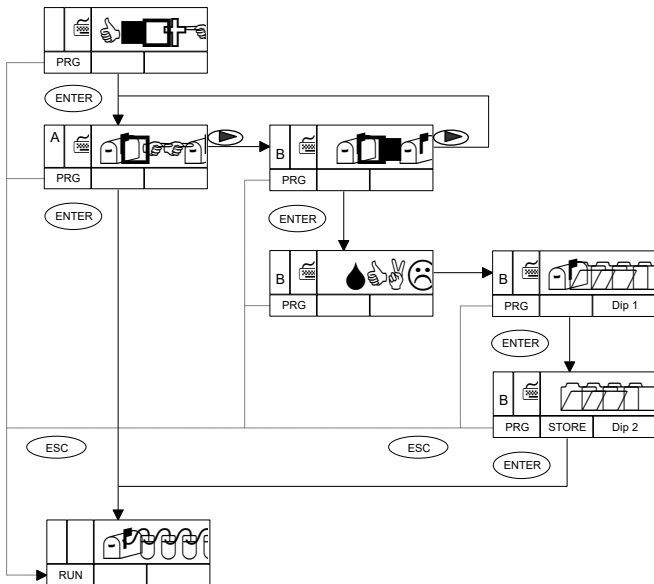 PRG
ENTER
A
PRG
B
PRG
ENTER
ENTER
B
PRG
B
PRG Dip 1
ENTER
B
PRG STORE Dip 2
ESC
ESC
ENTER
RUN